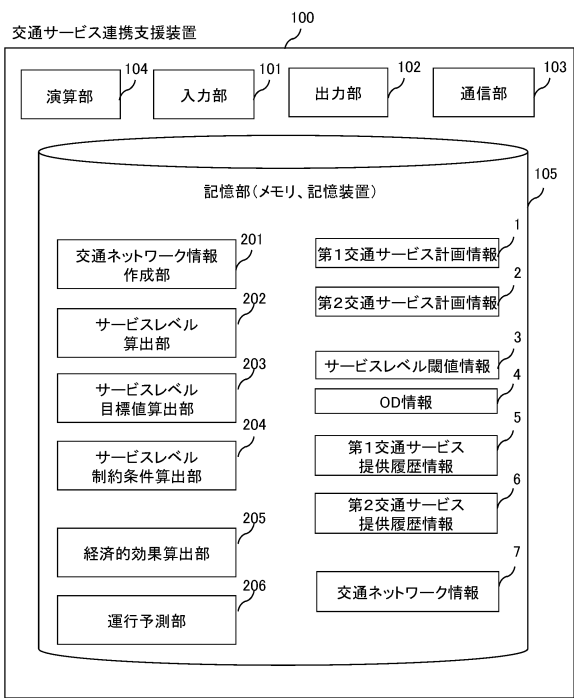 交通サービス連携支援装置
100
104
演算部
101
入力部
102
出力部
103
通信部
105
記憶部(メモリ、記憶装置)
201
交通ネットワーク情報
作成部
202
サービスレベル
算出部
203
サービスレベル
目標値算出部
204
サービスレベル
制約条件算出部
205
経済的効果算出部
206
運行予測部
1
第1交通サービス計画情報
2
第2交通サービス計画情報
3
サービスレベル閾値情報
4
OD情報
5
第1交通サービス
提供履歴情報
6
第2交通サービス
提供履歴情報
7
交通ネットワーク情報